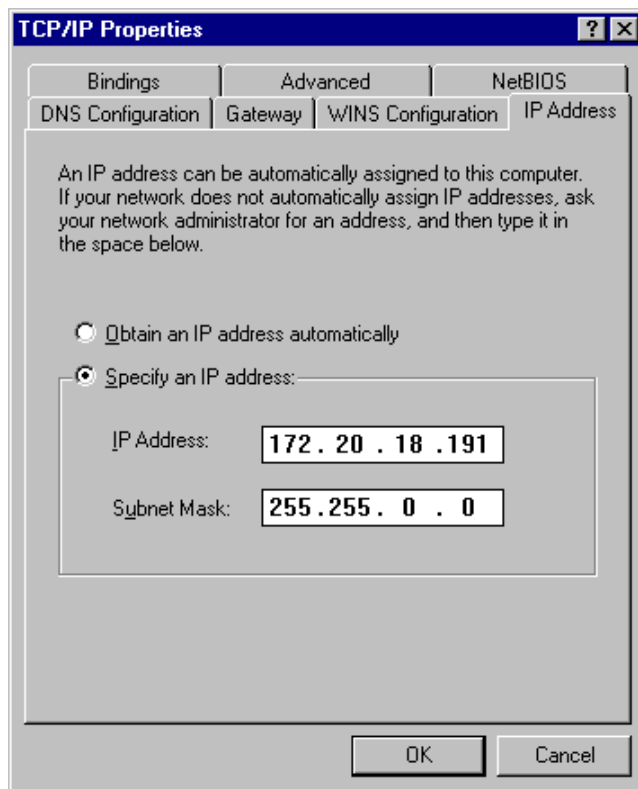 TCP/IP Properties
Bindings
Advanced
NetBIOS
DNS Configuration
Gateway
WINS Configuration
IP Address
An IP address can be automatically assigned to this computer.
If your network does not automatically assign IP addresses, ask
your network administrator for an address, and then type it in
the space below.
Obtain an IP address automatically
Specify an IP address:
IP Address: 172. 20 . 18 .191
Subnet Mask: 255.255. 0 . 0
OK
Cancel